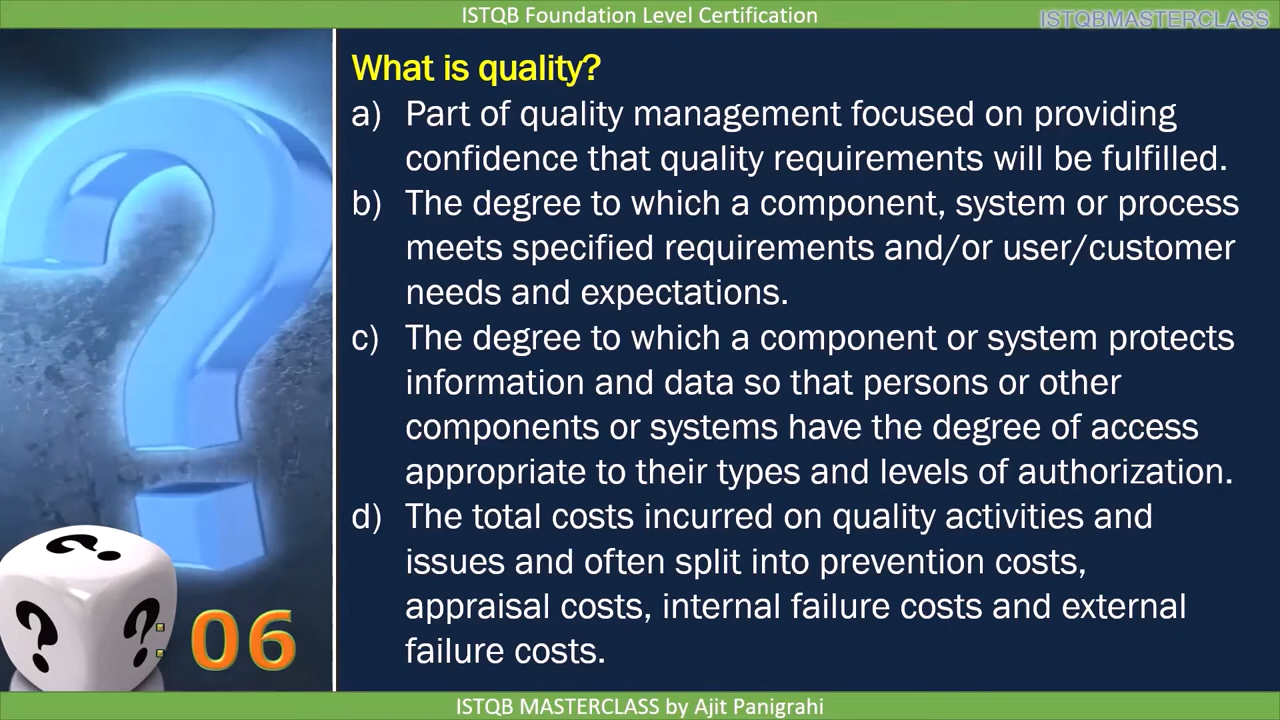 ISTQB Foundation Level Certification
ISTQBMASTERCLASS
What is quality?
a) Part of quality management focused on providing
confidence that quality requirements will be fulfilled.
b) The degree to which a component, system or process
meets specified requirements and/or user/customer
needs and expectations.
c) The degree to which a component or system protects
information and data so that persons or other
components or systems have the degree of access
appropriate to their types and levels of authorization.
d) The total costs incurred on quality activities and
issues and often split into prevention costs,
appraisal costs, internal failure costs and external
failure costs.
? ? ? ?
06
ISTQB MASTERCLASS by Ajit Panigrahi